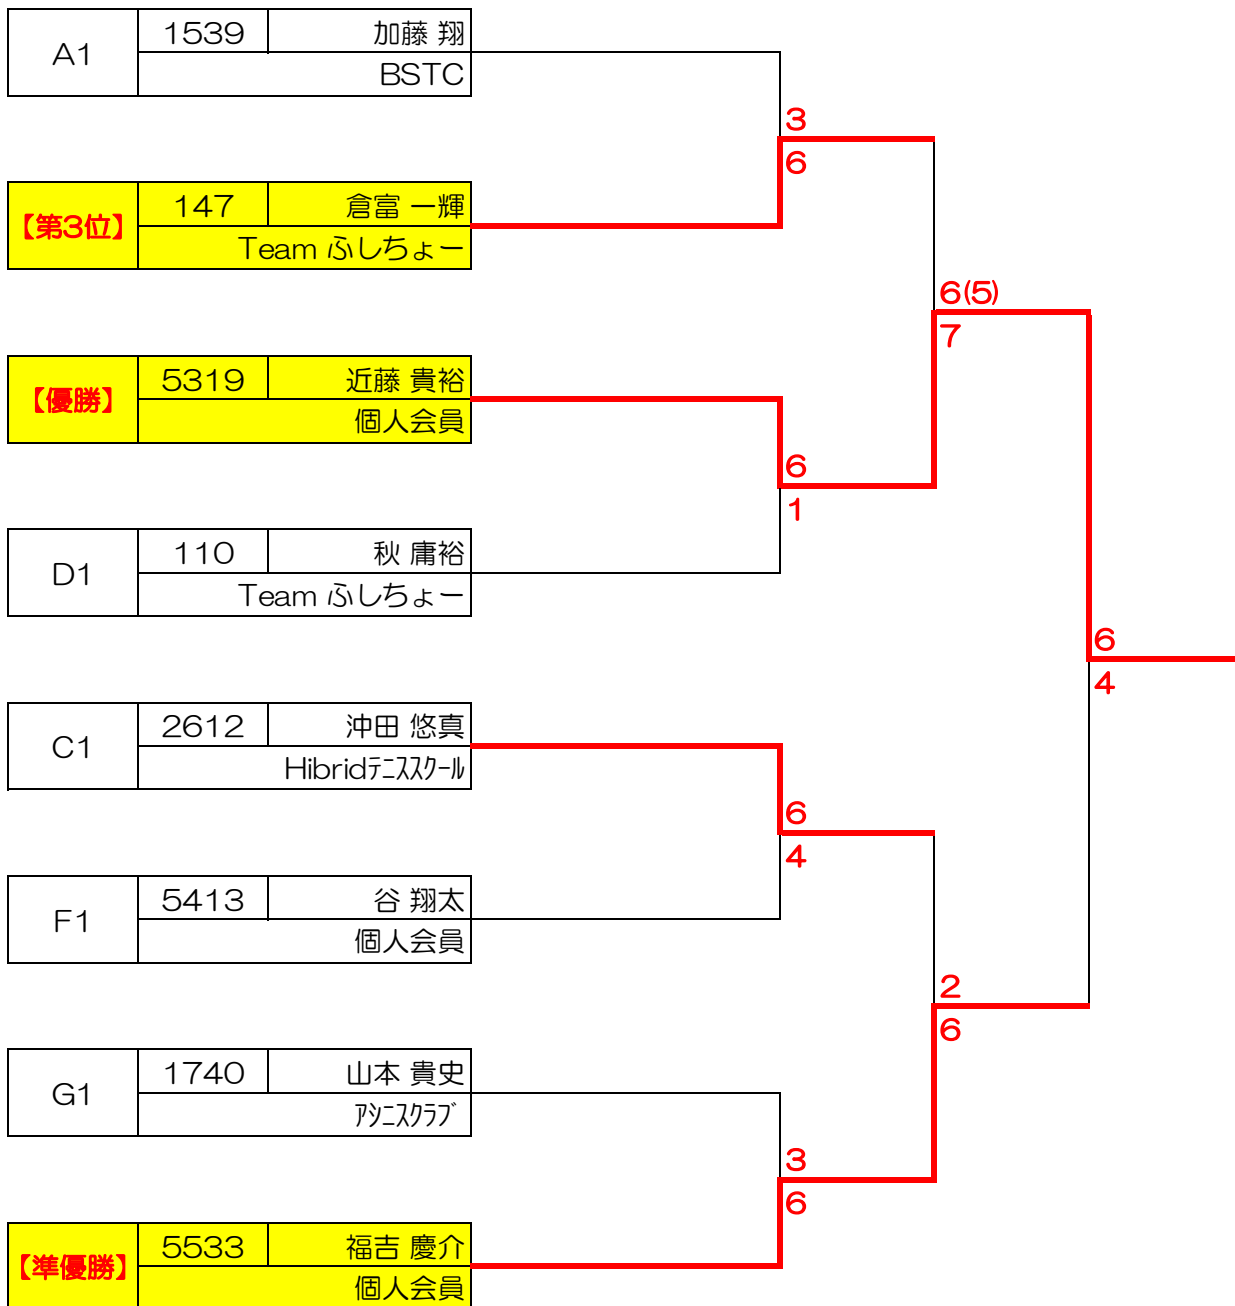 A1 1539 加藤 翔
BSTC
3
6
【第3位】 147 倉富 一輝
Team ふしちょー
6(5)
7
【優勝】 5319 近藤 貴裕
個人会員
6
1
D1 110 秋 庸裕
Team ふしちょー
6
4
C1 2612 沖田 悠真
Hibridテニススクール
6
4
F1 5413 谷 翔太
個人会員
2
6
G1 1740 山本 貴史
アシニスクラブ
3
6
【準優勝】 5533 福吉 慶介
個人会員